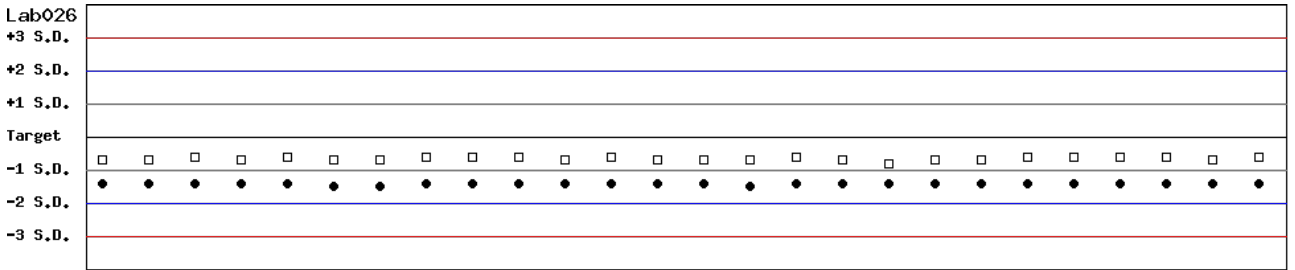 Lab026
+3 S.D.
+2 S.D.
+1 S.D.
Target
-1 S.D.
-2 S.D.
-3 S.D.